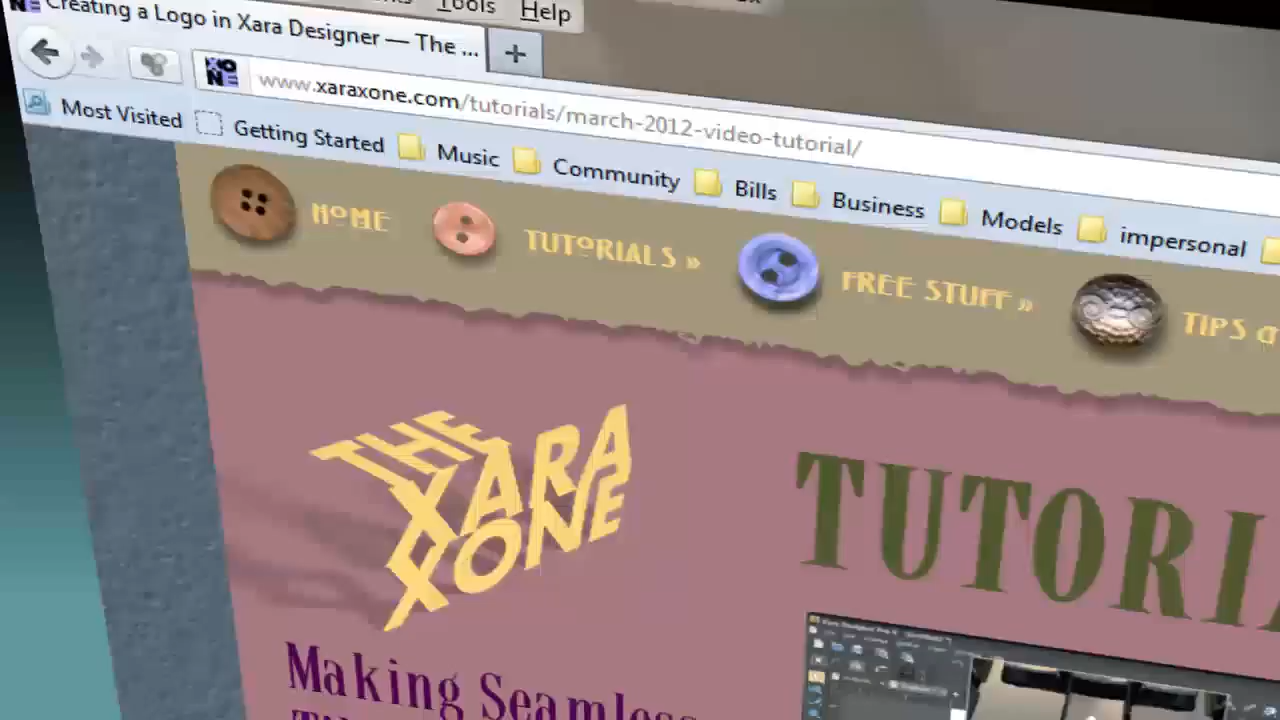 Tools Help
Creating a Logo in Xara Designer — The ...
www.xaraxone.com/tutorials/march-2012-video-tutorial/
Most Visited Getting Started Music Community Bills Business Models impersonal
HOME TUTORIALS » FREE STUFF » TIPS
THE
XARA
XONE
TUTORI
Making Seamless